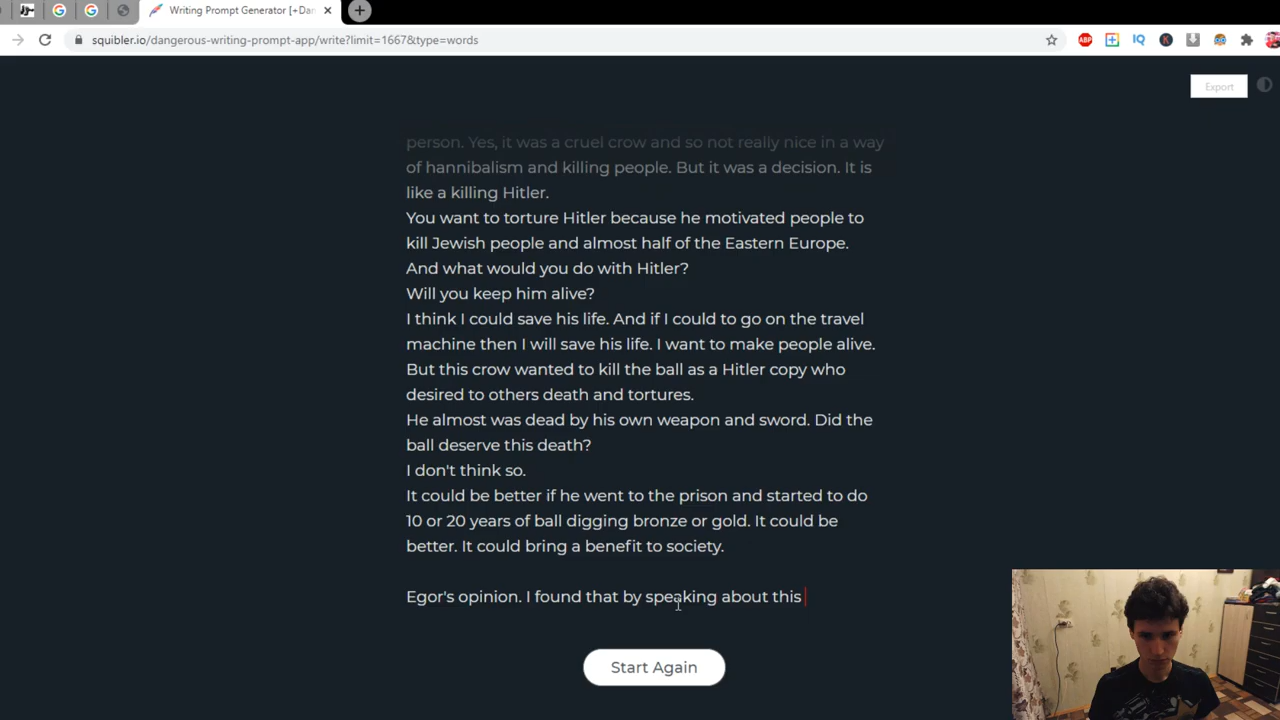 Writing Prompt Generator [+Dan
squibler.io/dangerous-writing-prompt-app/write?limit=1667&type=words
ABP
IQ
K
Export
person. Yes, it was a cruel crow and so not really nice in a way
of hannibalism and killing people. But it was a decision. It is
like a killing Hitler.
You want to torture Hitler because he motivated people to
kill Jewish people and almost half of the Eastern Europe.
And what would you do with Hitler?
Will you keep him alive?
I think I could save his life. And if I could to go on the travel
machine then I will save his life. I want to make people alive.
But this crow wanted to kill the ball as a Hitler copy who
desired to others death and tortures.
He almost was dead by his own weapon and sword. Did the
ball deserve this death?
I don't think so.
It could be better if he went to the prison and started to do
10 or 20 years of ball digging bronze or gold. It could be
better. It could bring a benefit to society.
Egor's opinion. I found that by speaking about this
Start Again